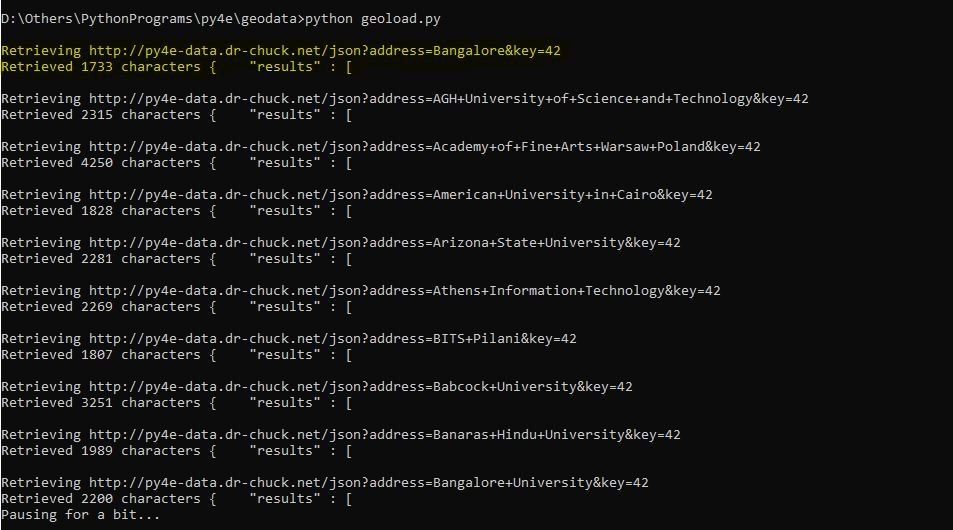 D:\Others\PythonPrograms\py4e\geodata>python geoload.py
Retrieving http://py4e-data.dr-chuck.net/json?address=Bangalore&key=42
Retrieved 1733 characters {    "results" : [
Retrieving http://py4e-data.dr-chuck.net/json?address=AGH+University+of+Science+and+Technology&key=42
Retrieved 2315 characters {    "results" : [
Retrieving http://py4e-data.dr-chuck.net/json?address=Academy+of+Fine+Arts+Warsaw+Poland&key=42
Retrieved 4250 characters {    "results" : [
Retrieving http://py4e-data.dr-chuck.net/json?address=American+University+in+Cairo&key=42
Retrieved 1828 characters {    "results" : [
Retrieving http://py4e-data.dr-chuck.net/json?address=Arizona+State+University&key=42
Retrieved 2281 characters {    "results" : [
Retrieving http://py4e-data.dr-chuck.net/json?address=Athens+Information+Technology&key=42
Retrieved 2269 characters {    "results" : [
Retrieving http://py4e-data.dr-chuck.net/json?address=BITS+Pilani&key=42
Retrieved 1807 characters {    "results" : [
Retrieving http://py4e-data.dr-chuck.net/json?address=Babcock+University&key=42
Retrieved 3251 characters {    "results" : [
Retrieving http://py4e-data.dr-chuck.net/json?address=Banaras+Hindu+University&key=42
Retrieved 1989 characters {    "results" : [
Retrieving http://py4e-data.dr-chuck.net/json?address=Bangalore+University&key=42
Retrieved 2200 characters {    "results" : [
Pausing for a bit...